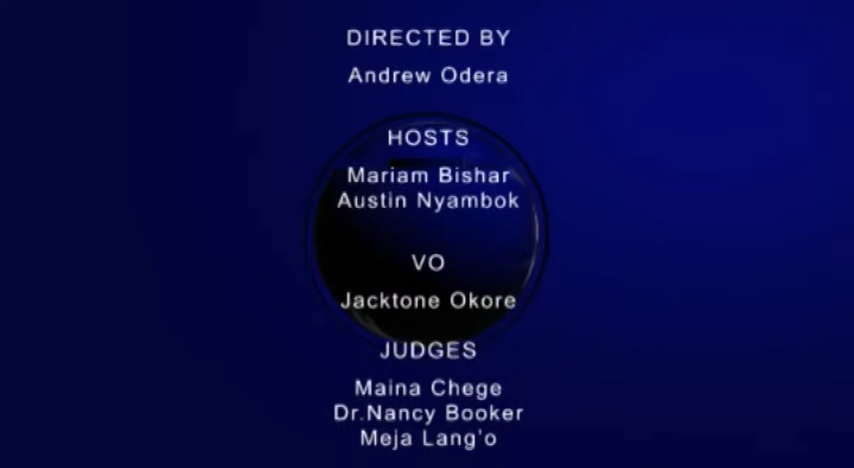 DIRECTED BY
Andrew Odera
HOSTS
Mariam Bishar
Austin Nyambok
VO
Jacktone Okore
JUDGES
Maina Chege
Dr.Nancy Booker
Meja Lang'o